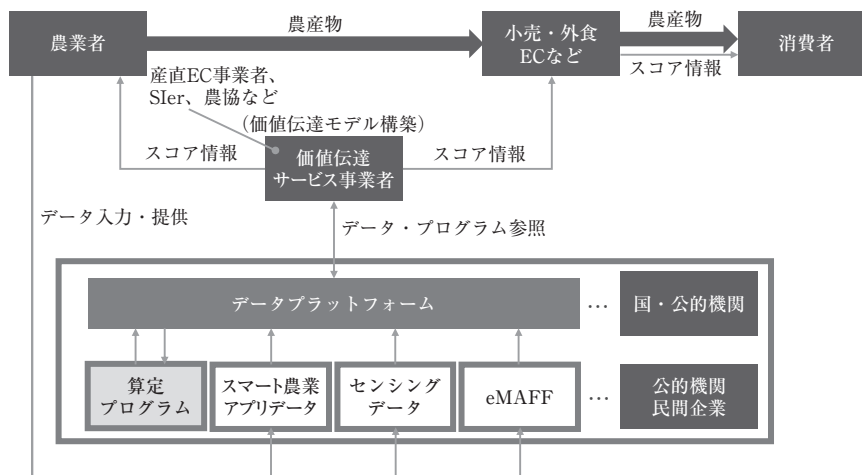 農産物
農産物
農業者
小売・外食
ECなど
消費者
スコア情報
産直EC事業者、
SIer、農協など
(価値伝達モデル構築)
スコア情報
スコア情報
価値伝達
サービス事業者
データ入力・提供
データ・プログラム参照
データプラットフォーム
…
国・公的機関
算定
プログラム
スマート農業
アプリデータ
センシング
データ
eMAFF
…
公的機関
民間企業